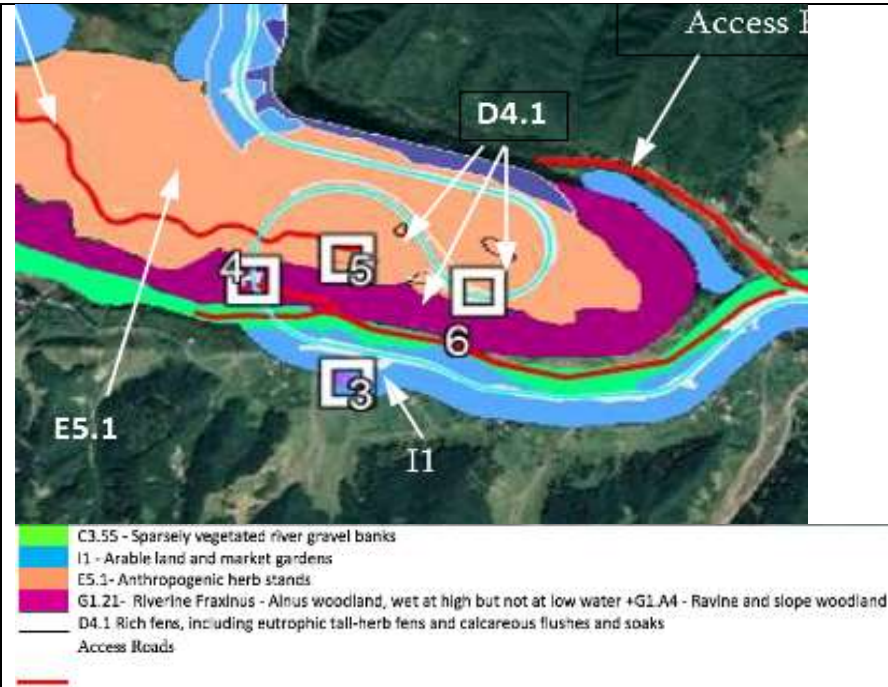 Access
D4.1
4
5
6
3
E5.1
I1
C3.55 - Sparsely vegetated river gravel banks
I1 - Arable land and market gardens
E5.1- Anthropogenic herb stands
G1.21- Riverine Fraxinus - Alnus woodland, wet at high but not at low water +G1.A4 - Ravine and slope woodland
D4.1 Rich fens, including eutrophic tall-herb fens and calcareous flushes and soaks
Access Roads